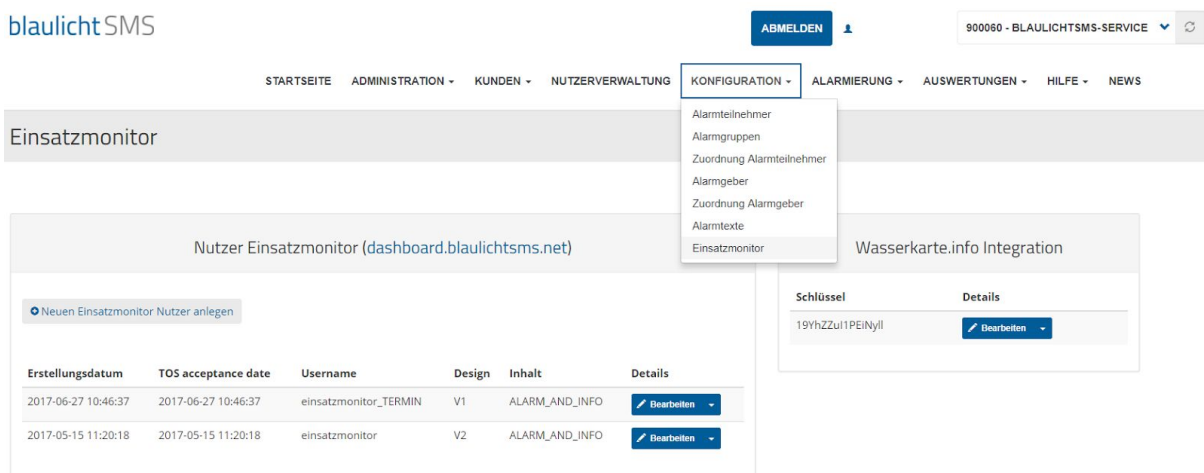 blaulichtSMS
ABMELDEN
900060 - BLAULICHTSMS-SERVICE
STARTSEITE ADMINISTRATION KUNDEN NUTZERVERWALTUNG KONFIGURATION ALARMIERUNG AUSWERTUNGEN HILFE NEWS
Alarmteilnehmer
Alarmgruppen
Zuordnung Alarmteilnehmer
Alarmgeber
Zuordnung Alarmgeber
Alarmtexte
Einsatzmonitor
Einsatzmonitor
Nutzer Einsatzmonitor (dashboard.blaulichtsms.net)
Neuen Einsatzmonitor Nutzer anlegen
Erstellungsdatum TOS acceptance date Username Design Inhalt Details
2017-06-27 10:46:37 2017-06-27 10:46:37 einsatzmonitor_TERMIN V1 ALARM_AND_INFO Bearbeiten
2017-05-15 11:20:18 2017-05-15 11:20:18 einsatzmonitor V2 ALARM_AND_INFO Bearbeiten
Wasserkarte.info Integration
Schlüssel Details
19YhZZul1PEiNyll Bearbeiten